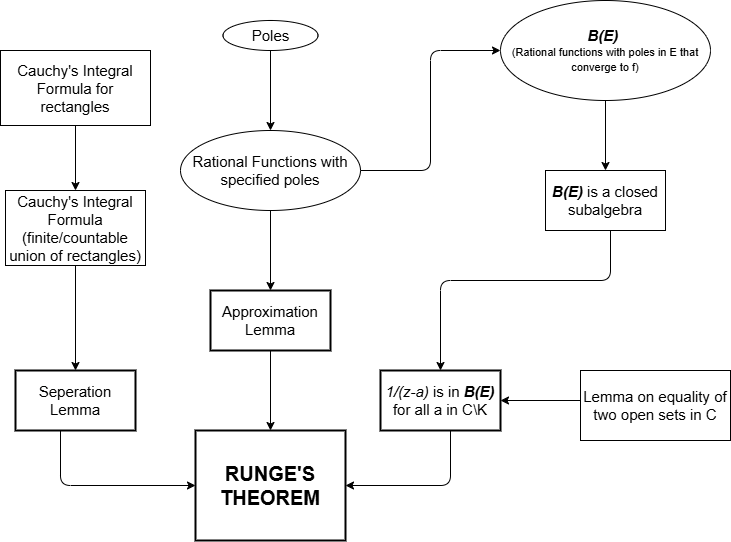 Poles
B(E)
(Rational functions with poles in E that
converge to f)
Cauchy's Integral
Formula for
rectangles
Rational Functions with
specified poles
Cauchy's Integral
Formula
(finite/countable
union of rectangles)
B(E) is a closed
subalgebra
Approximation
Lemma
Seperation
Lemma
1/(z-a) is in B(E)
for all a in C\K
Lemma on equality of
two open sets in C
RUNGE'S
THEOREM